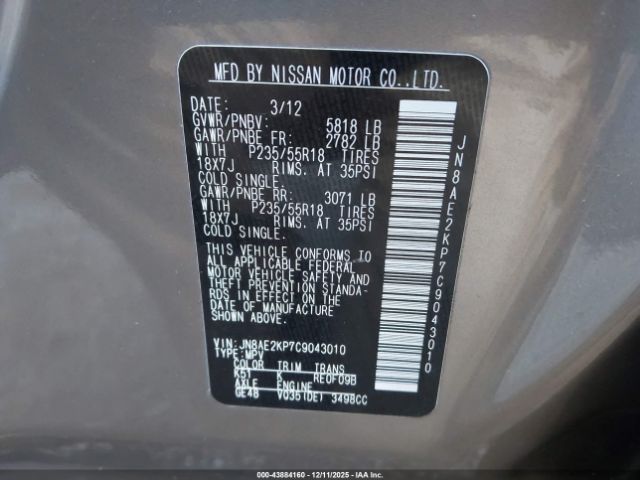 MFD BY NISSAN MOTOR CO.,LTD.
DATE: 3/12
GVWR/PNBV: 5818 LB
GAWR/PNBE FR: 2782 LB
WITH P235/55R18 TIRES
18X7J RIMS. AT 35PSI
COLD SINGLE.
GAWR/PNBE RR: 3071 LB
WITH P235/55R18 TIRES
18X7J RIMS. AT 35PSI
COLD SINGLE.
THIS VEHICLE CONFORMS TO
ALL APPLICABLE FEDERAL
MOTOR VEHICLE SAFETY AND
THEFT PREVENTION STANDA-
RDS IN EFFECT ON THE
DATE OF MANUFACTURE
SHOWN ABOVE.
VIN:JN8AE2KP7C9043010
TYPE:MPV
COLOR TRIM TRANS
K51 K RE0F09B
AXLE ENGINE
GE48 VQ35(DE) 3498CC
JN8AE2KP7C9043010
000-43884160 - 12/11/2025 - IAAI.COM